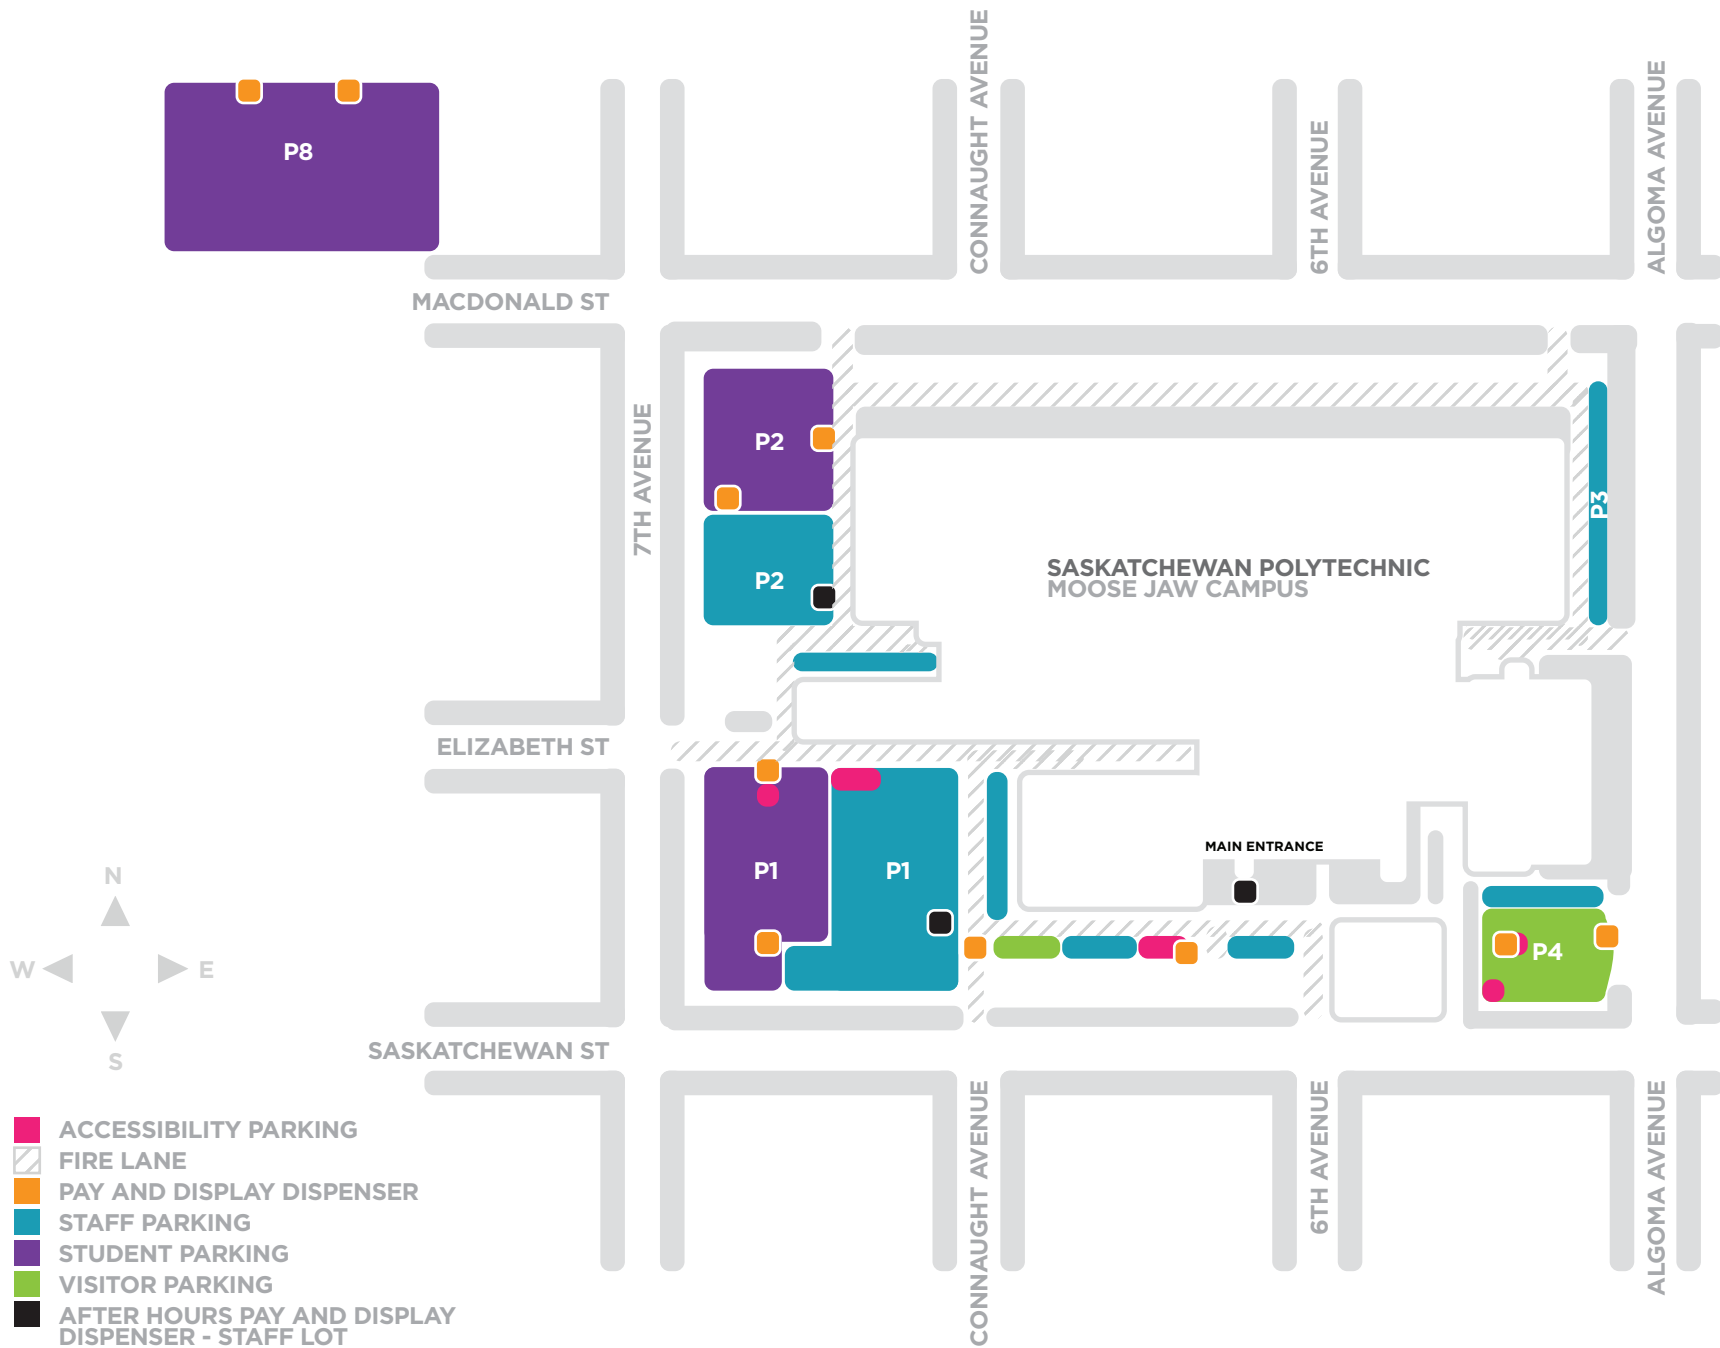 CONNAUGHT AVENUE
6TH AVENUE
ALGOMA AVENUE
P8
MACDONALD ST
7TH AVENUE
P2
P3
P2
SASKATCHEWAN POLYTECHNIC
MOOSE JAW CAMPUS
ELIZABETH ST
MAIN ENTRANCE
P1
P1
P4
N
W
E
S
SASKATCHEWAN ST
CONNAUGHT AVENUE
6TH AVENUE
ALGOMA AVENUE
ACCESSIBILITY PARKING
FIRE LANE
PAY AND DISPLAY DISPENSER
STAFF PARKING
STUDENT PARKING
VISITOR PARKING
AFTER HOURS PAY AND DISPLAY
DISPENSER - STAFF LOT